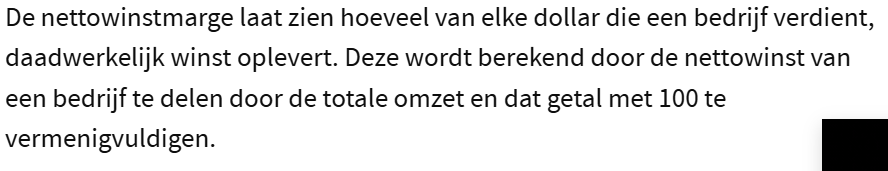 De nettowinstmarge laat zien hoeveel van elke dollar die een bedrijf verdient,
daadwerkelijk winst oplevert. Deze wordt berekend door de nettowinst van
een bedrijf te delen door de totale omzet en dat getal met 100 te
vermenigvuldigen.